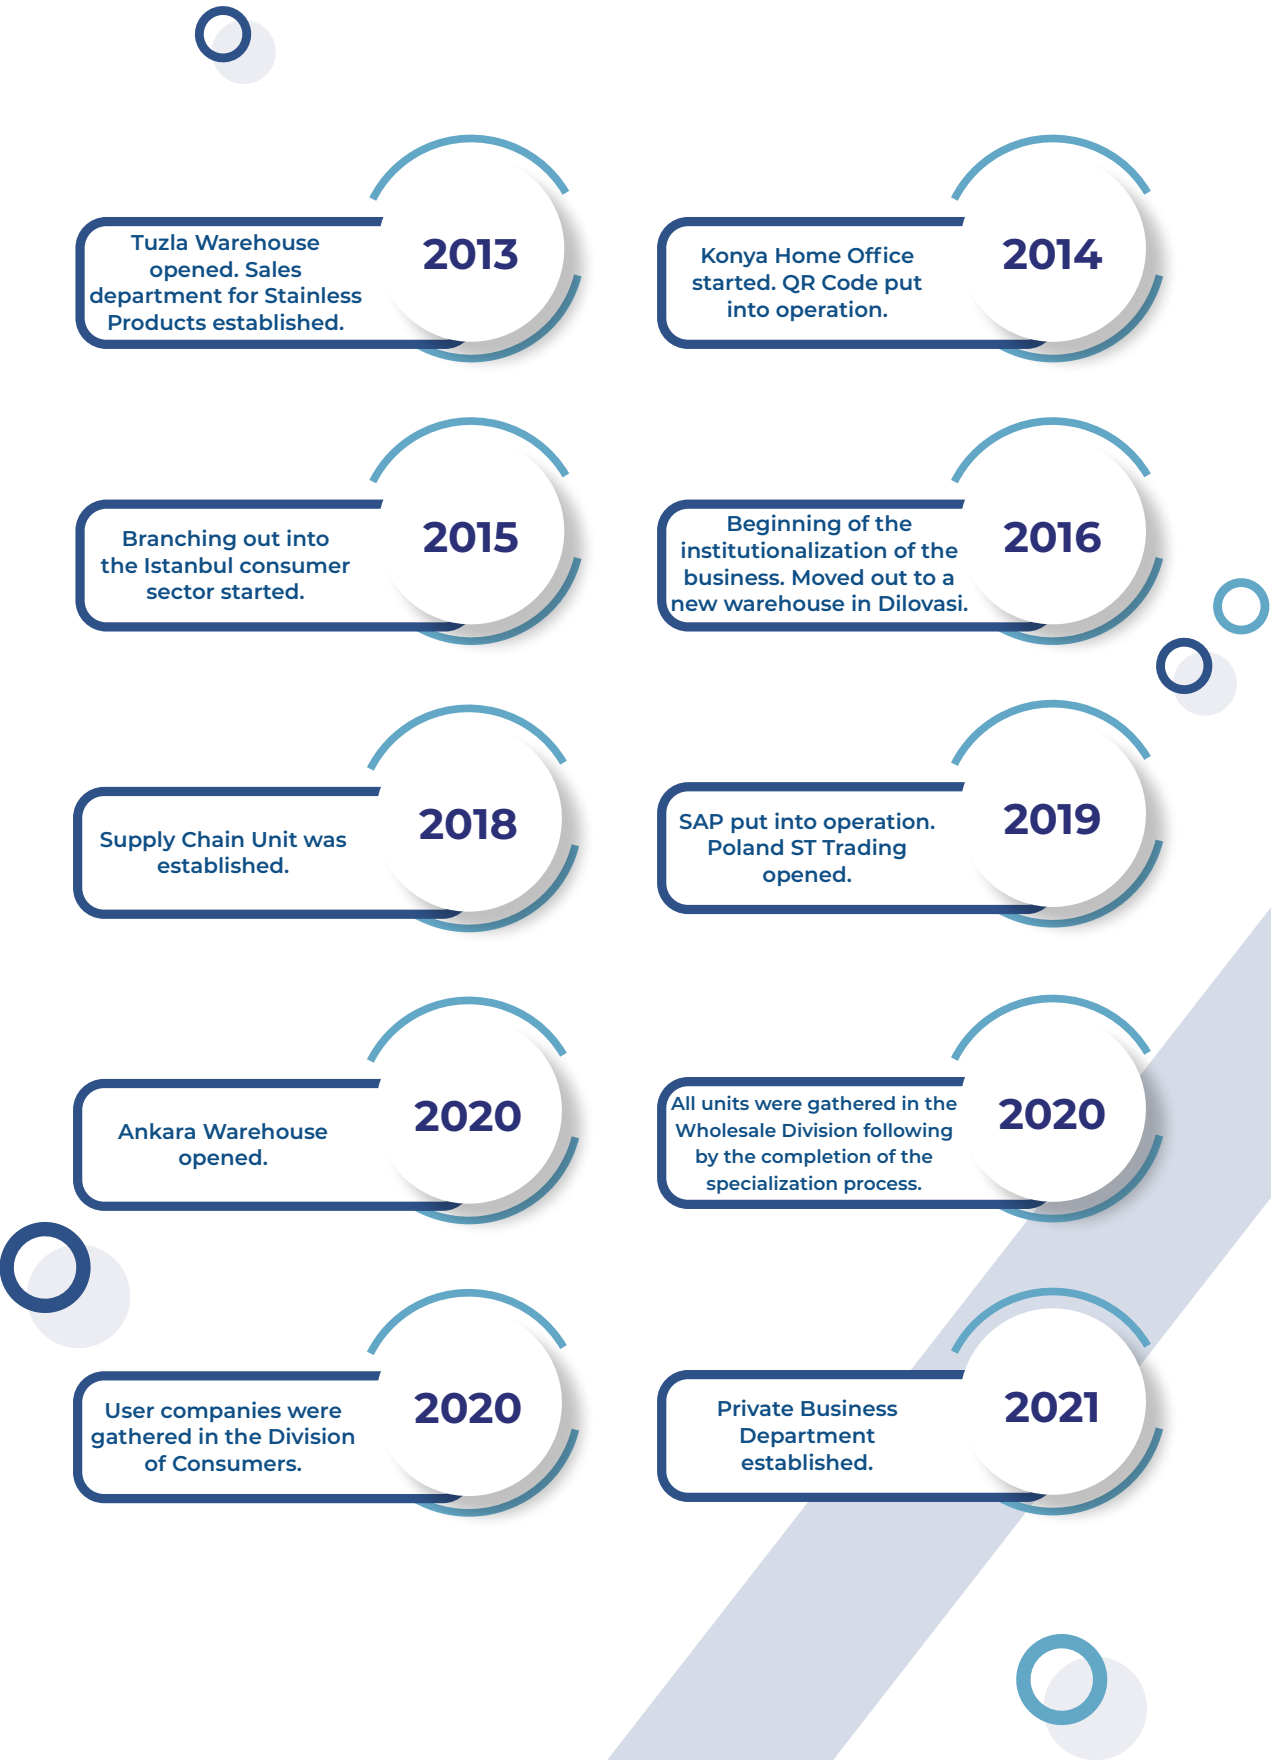 Tuzla Warehouse
opened. Sales
department for Stainless
Products established.
2013
Konya Home Office
started. QR Code put
into operation.
2014
Branching out into
the Istanbul consumer
sector started.
2015
Beginning of the
institutionalization of the
business. Moved out to a
new warehouse in Dilovasi.
2016
Supply Chain Unit was
established.
2018
SAP put into operation.
Poland ST Trading
opened.
2019
Ankara Warehouse
opened.
2020
All units were gathered in the
Wholesale Division following
by the completion of the
specialization process.
2020
User companies were
gathered in the Division
of Consumers.
2020
Private Business
Department
established.
2021